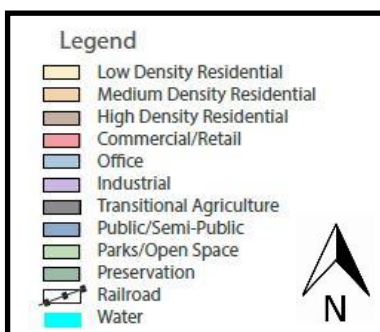 Legend
Low Density Residential
Medium Density Residential
High Density Residential
Commercial/Retail
Office
Industrial
Transitional Agriculture
Public/Semi-Public
Parks/Open Space
Preservation
Railroad
Water
N